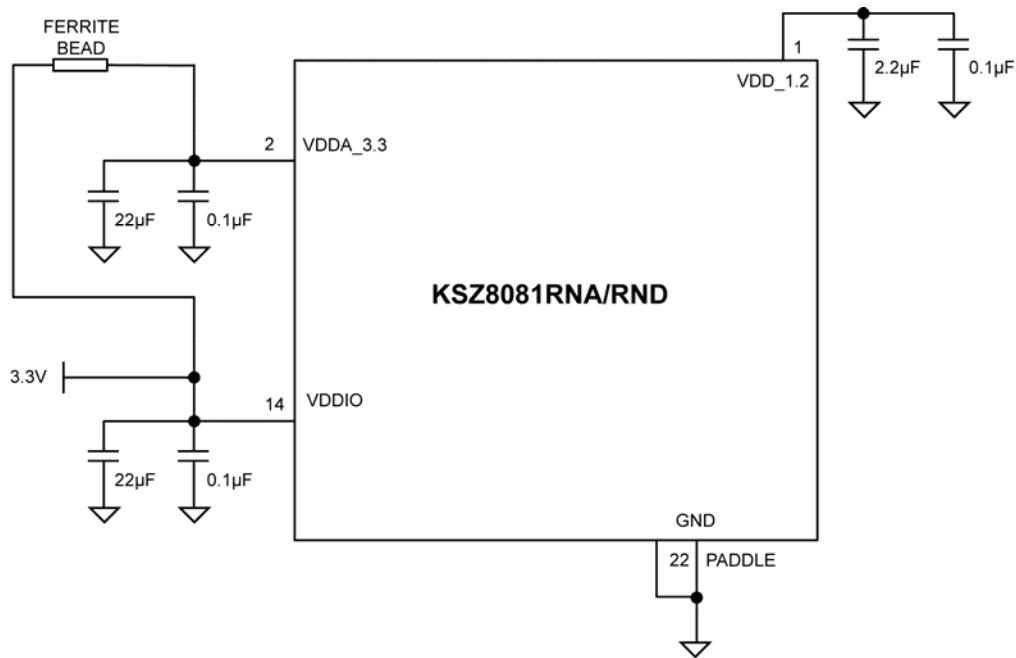 FERRITE
BEAD
1
VDD_1.2
2.2µF
0.1µF
2
VDDA_3.3
22µF
0.1µF
KSZ8081RNA/RND
3.3V
14
VDDIO
22µF
0.1µF
GND
22
PADDLE